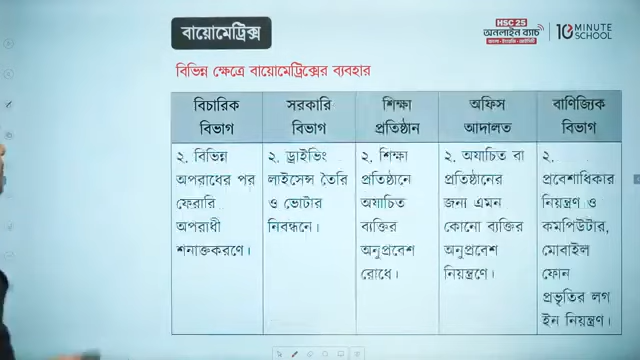 বায়োমেট্রিক্স
HSC 25
অনলাইন ব্যাচ
বাংলা · ইংরেজি · আইসিটি
10 MINUTE
SCHOOL
বিভিন্ন ক্ষেত্রে বায়োমেট্রিক্সের ব্যবহার
বিচারিক
বিভাগ
সরকারি
বিভাগ
শিক্ষা
প্রতিষ্ঠান
অফিস
আদালত
বাণিজ্যিক
বিভাগ
২. বিভিন্ন
অপরাধের পর
ফেরারি
অপরাধী
শনাক্তকরণে।
২. ড্রাইভিং
লাইসেন্স তৈরি
ও ভোটার
নিবন্ধনে।
২. শিক্ষা
প্রতিষ্ঠানে
অযাচিত
ব্যক্তির
অনুপ্রবেশ
রোধে।
২. অযাচিত বা
প্রতিষ্ঠানের
জন্য এমন
কোনো ব্যক্তির
অনুপ্রবেশ
নিয়ন্ত্রণে।
২.
প্রবেশাধিকার
নিয়ন্ত্রণ ও
কমপিউটার,
মোবাইল
ফোন
প্রভৃতির লগ
ইন নিয়ন্ত্রণ।